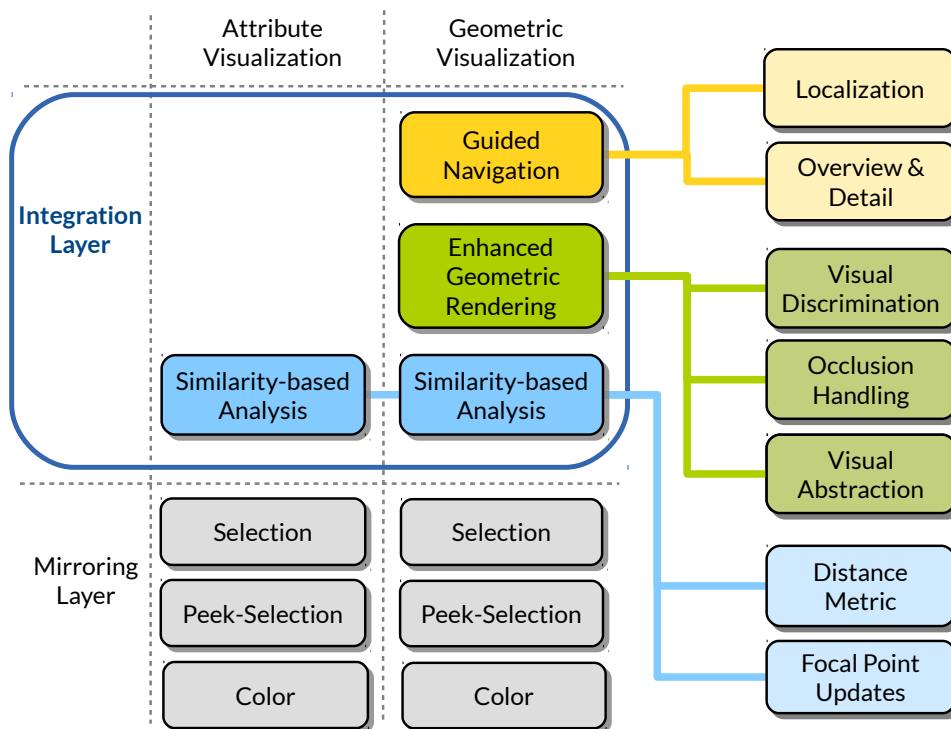 Attribute
Visualization
Geometric
Visualization
Integration
Layer
Guided
Navigation
Enhanced
Geometric
Rendering
Similarity-based
Analysis
Similarity-based
Analysis
Mirroring
Layer
Selection
Selection
Peek-Selection
Peek-Selection
Color
Color
Localization
Overview &
Detail
Visual
Discrimination
Occlusion
Handling
Visual
Abstraction
Distance
Metric
Focal Point
Updates